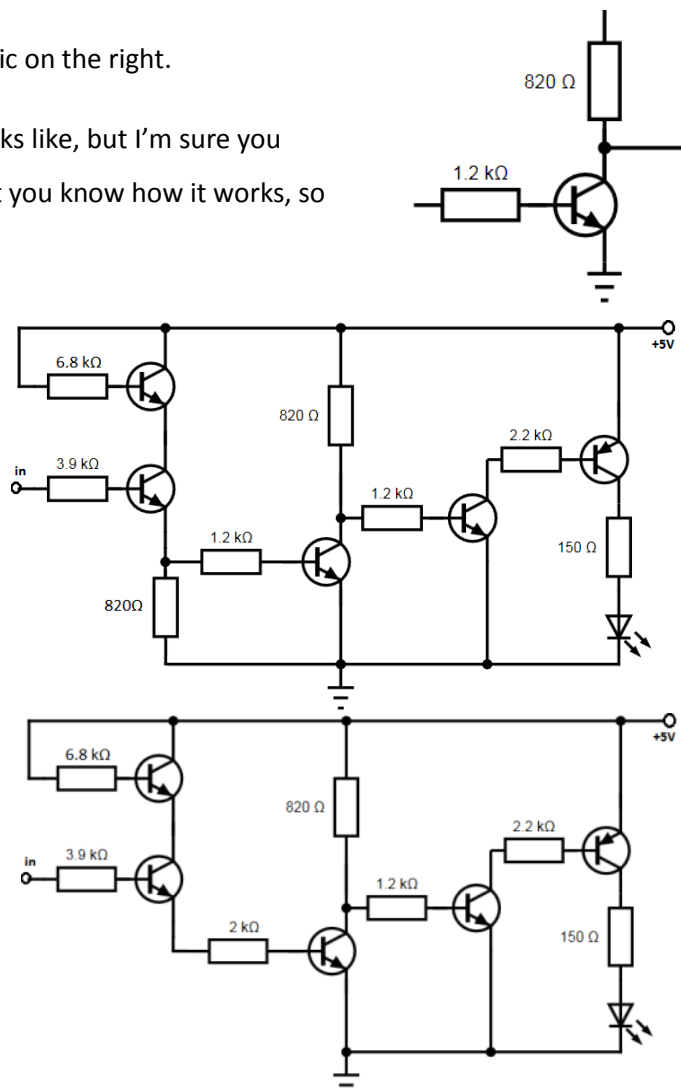 ic on the right.
820 Ω
ks like, but I’m sure you
1.2 kΩ
t you know how it works, so
+5V
6.8 kΩ
820 Ω
2.2 kΩ
in
3.9 kΩ
1.2 kΩ
1.2 kΩ
150 Ω
820Ω
+5V
6.8 kΩ
820 Ω
2.2 kΩ
in
3.9 kΩ
1.2 kΩ
2 kΩ
150 Ω